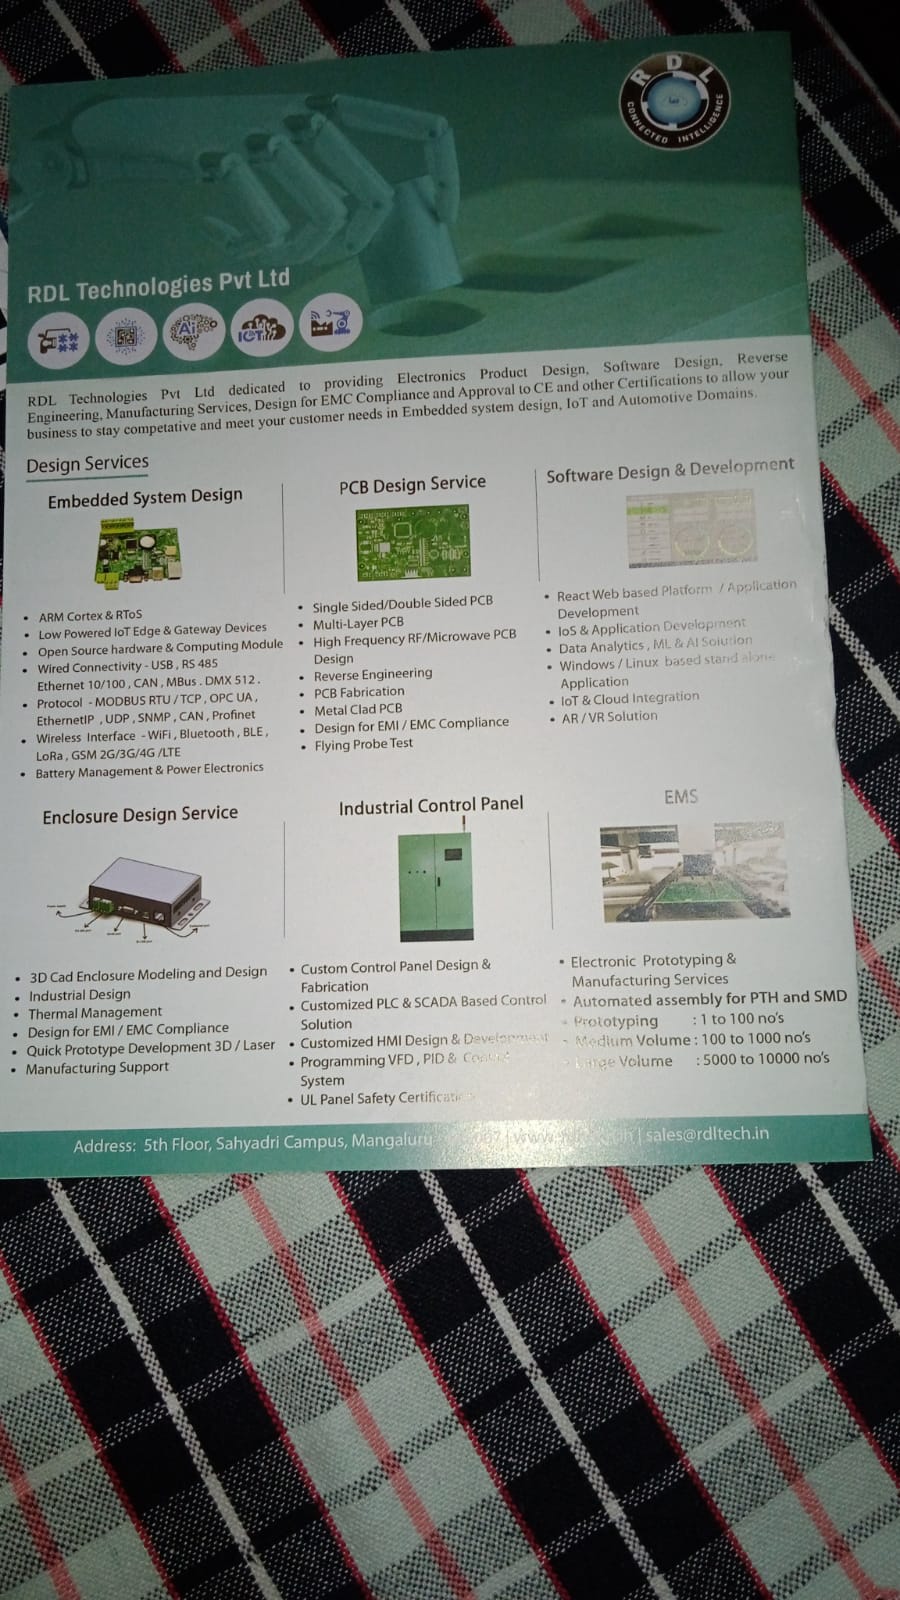 RDL
CONNECTED INTELLIGENCE
RDL Technologies Pvt Ltd
Ai
IOT
RDL Technologies Pvt Ltd dedicated to providing Electronics Product Design, Software Design, Reverse
Engineering, Manufacturing Services, Design for EMC Compliance and Approval to CE and other Certifications to allow your
business to stay competative and meet your customer needs in Embedded system design, IoT and Automotive Domains.
Design Services
Embedded System Design
• ARM Cortex & RToS
• Low Powered IoT Edge & Gateway Devices
• Open Source hardware & Computing Module
• Wired Connectivity - USB , RS 485
Ethernet 10/100 , CAN , MBus . DMX 512 .
• Protocol - MODBUS RTU / TCP , OPC UA ,
EthernetIP , UDP , SNMP , CAN , Profinet
• Wireless Interface - WiFi , Bluetooth , BLE ,
LoRa , GSM 2G/3G/4G /LTE
• Battery Management & Power Electronics
PCB Design Service
• Single Sided/Double Sided PCB
• Multi-Layer PCB
• High Frequency RF/Microwave PCB
Design
• Reverse Engineering
• PCB Fabrication
• Metal Clad PCB
• Design for EMI / EMC Compliance
• Flying Probe Test
Software Design & Development
• React Web based Platform / Application
Development
• IoS & Application Development
• Data Analytics , ML & AI Solution
• Windows / Linux based stand alone
Application
• IoT & Cloud Integration
• AR / VR Solution
Enclosure Design Service
• 3D Cad Enclosure Modeling and Design
• Industrial Design
• Thermal Management
• Design for EMI / EMC Compliance
• Quick Prototype Development 3D / Laser
• Manufacturing Support
Industrial Control Panel
• Custom Control Panel Design &
Fabrication
• Customized PLC & SCADA Based Control
Solution
• Customized HMI Design & Development
• Programming VFD , PID & Control
System
• UL Panel Safety Certification
EMS
• Electronic Prototyping &
Manufacturing Services
• Automated assembly for PTH and SMD
- Prototyping : 1 to 100 no's
- Medium Volume : 100 to 1000 no's
- Large Volume : 5000 to 10000 no's
Address: 5th Floor, Sahyadri Campus, Mangaluru | sales@rdltech.in